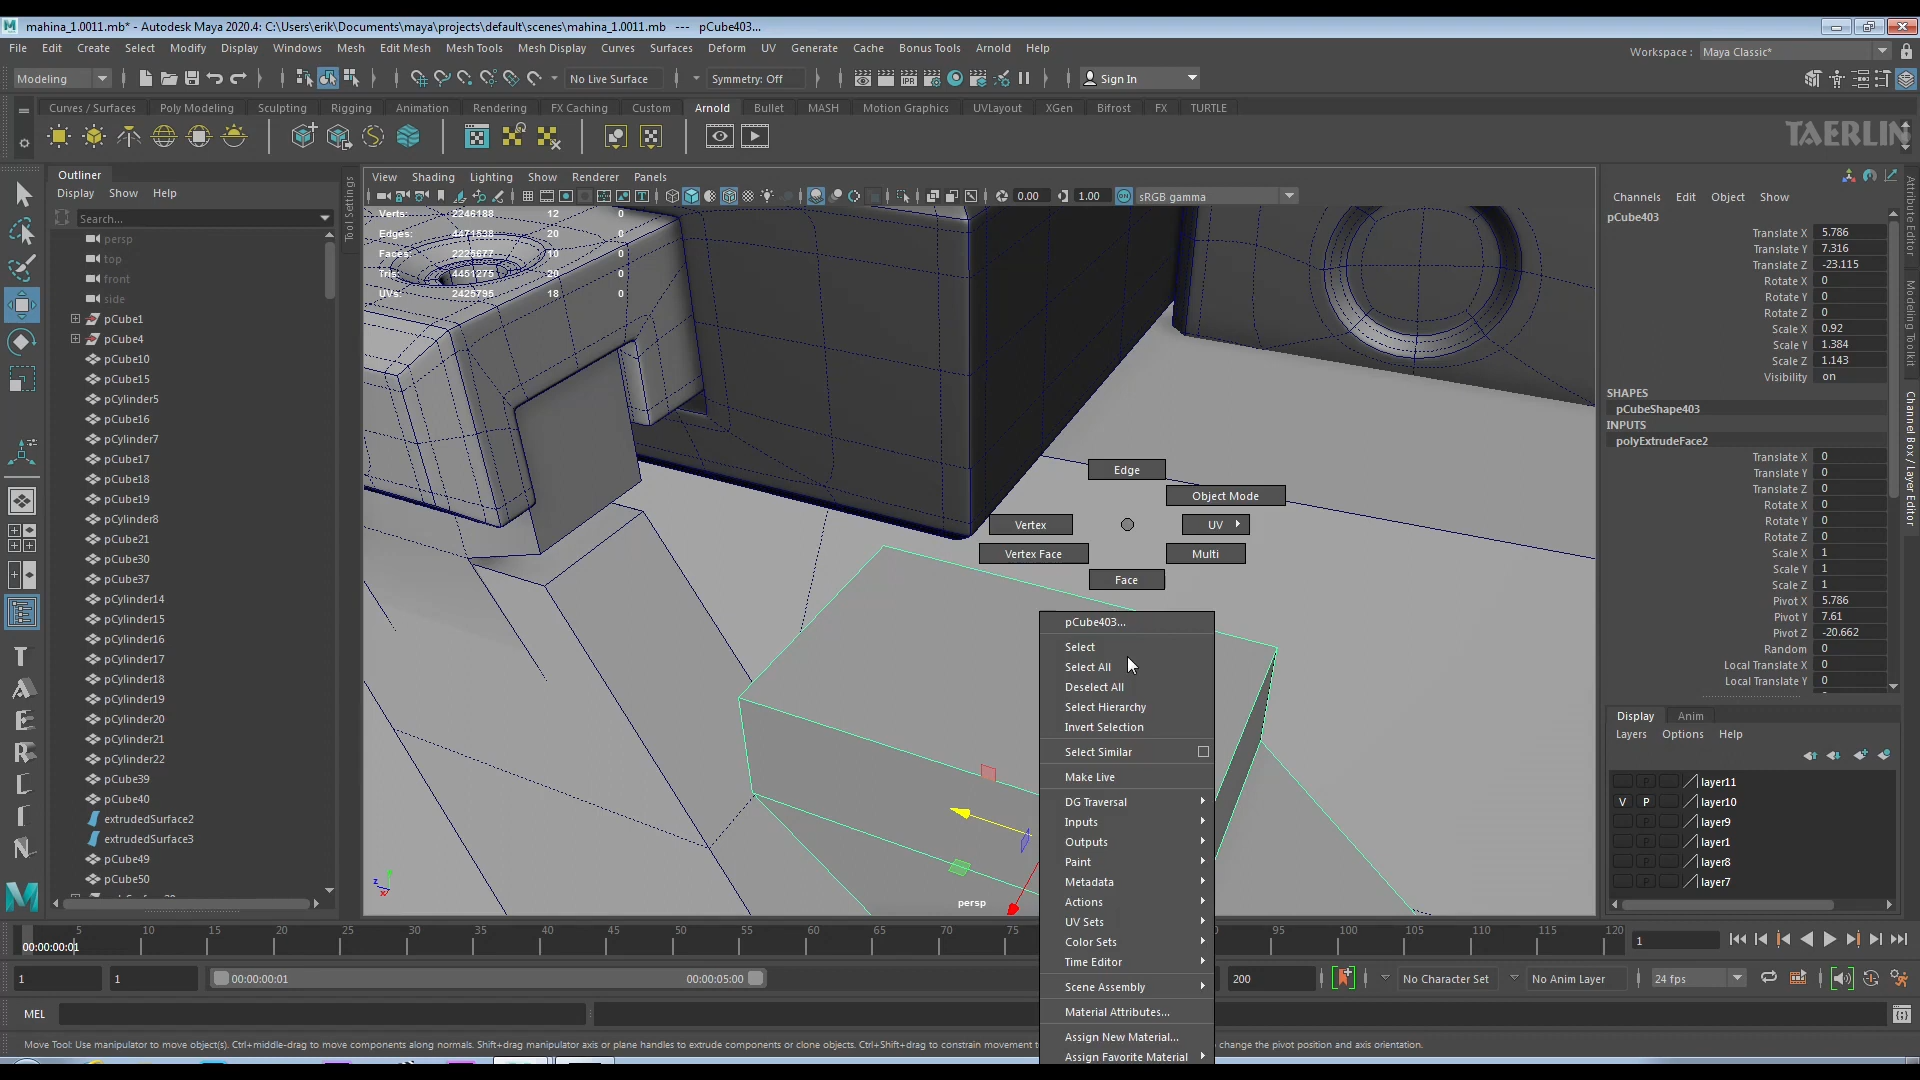 mahina_1.0011.mb* - Autodesk Maya 2020.4: C:\Users\erik\Documents\maya\projects\default\scenes\mahina_1.0011.mb   ---   pCube403...
File Edit Create Select Modify Display Windows Mesh Edit Mesh Mesh Tools Mesh Display Curves Surfaces Deform UV Generate Cache Bonus Tools Arnold Help
Workspace : Maya Classic*
Modeling No Live Surface Symmetry: Off Sign In
Curves / Surfaces Poly Modeling Sculpting Rigging Animation Rendering FX Caching Custom Arnold Bullet MASH Motion Graphics UVLayout XGen Bifrost FX TURTLE
IPR
TAERLIN
Outliner
Display Show Help
Search...
persp
top
front
side
pCube1
pCube4
pCube10
pCube15
pCylinder5
pCube16
pCylinder7
pCube17
pCube18
pCube19
pCylinder8
pCube21
pCube30
pCube37
pCylinder14
pCylinder15
pCylinder16
pCylinder17
pCylinder18
pCylinder19
pCylinder20
pCylinder21
pCylinder22
pCube39
pCube40
extrudedSurface2
extrudedSurface3
pCube49
pCube50
Tool Settings
View Shading Lighting Show Renderer Panels
0.00 1.00 ON sRGB gamma
Verts: 2246188 12 0
Edges: 4471538 20 0
Faces: 2225677 10 0
Tris: 4451275 20 0
UVs: 2425795 18 0
Edge
Object Mode
Vertex UV
Vertex Face Multi
Face
pCube403...
Select
Select All
Deselect All
Select Hierarchy
Invert Selection
Select Similar
Make Live
DG Traversal
Inputs
Outputs
Paint
Metadata
Actions
UV Sets
Color Sets
Time Editor
Scene Assembly
Material Attributes...
Assign New Material...
Assign Favorite Material
z y x
persp
Channels Edit Object Show
pCube403
Translate X 5.786
Translate Y 7.316
Translate Z -23.115
Rotate X 0
Rotate Y 0
Rotate Z 0
Scale X 0.92
Scale Y 1.384
Scale Z 1.143
Visibility on
SHAPES
pCubeShape403
INPUTS
polyExtrudeFace2
Translate X 0
Translate Y 0
Translate Z 0
Rotate X 0
Rotate Y 0
Rotate Z 0
Scale X 1
Scale Y 1
Scale Z 1
Pivot X 5.786
Pivot Y 7.61
Pivot Z -20.662
Random 0
Local Translate X 0
Local Translate Y 0
Attribute Editor
Modeling Toolkit
Channel Box / Layer Editor
Display Anim
Layers Options Help
P layer11
V P layer10
P layer9
P layer1
P layer8
P layer7
5 10 15 20 25 30 35 40 45 50 55 60 65 70 75 95 100 105 110 115 120
00:00:00:01
1
1 1 00:00:00:01 00:00:05:00 200 No Character Set No Anim Layer 24 fps
MEL
Move Tool: Use manipulator to move object(s). Ctrl+middle-drag to move components along normals. Shift+drag manipulator axis or plane handles to extrude components or clone objects. Ctrl+Shift+drag to constrain movement t
change the pivot position and axis orientation.